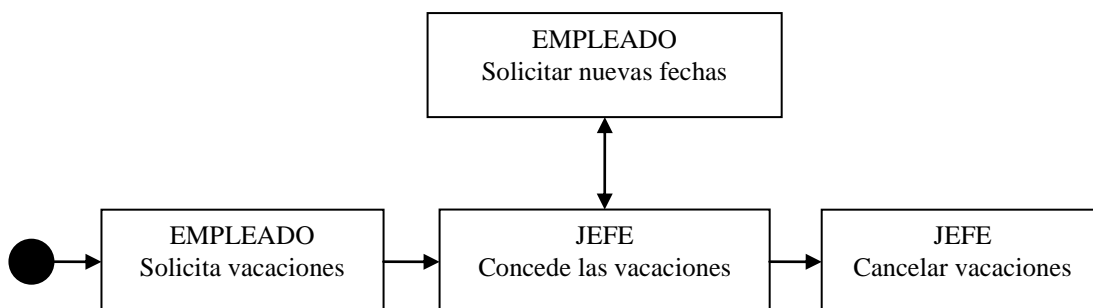 EMPLEADO
Solicitar nuevas fechas
EMPLEADO
Solicita vacaciones
JEFE
Concede las vacaciones
JEFE
Cancelar vacaciones